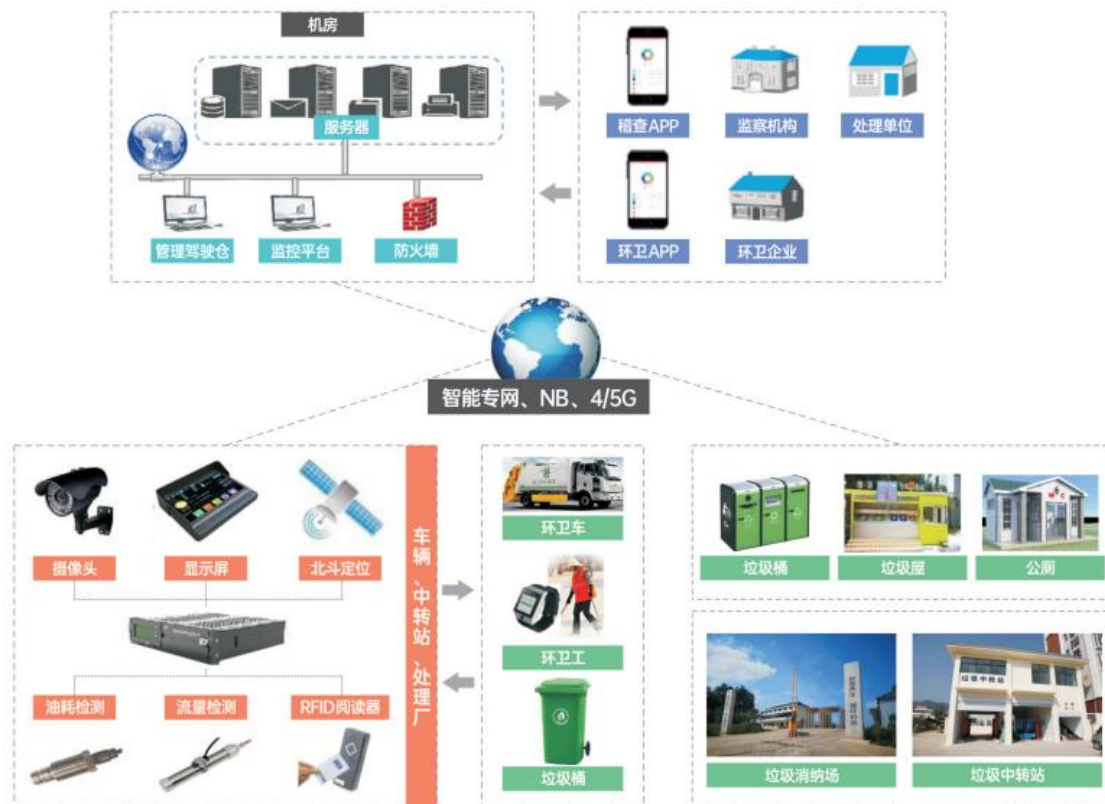 机房
服务器
管理驾驶仓
监控平台
防火墙
稽查APP
监察机构
处理单位
环卫APP
环卫企业
智能专网、NB、4/5G
摄像头
显示屏
北斗定位
油耗检测
流量检测
RFID阅读器
车辆、中转站、处理厂
环卫车
环卫工
垃圾桶
垃圾桶
垃圾屋
公厕
垃圾中转站
垃圾消纳场
垃圾中转站